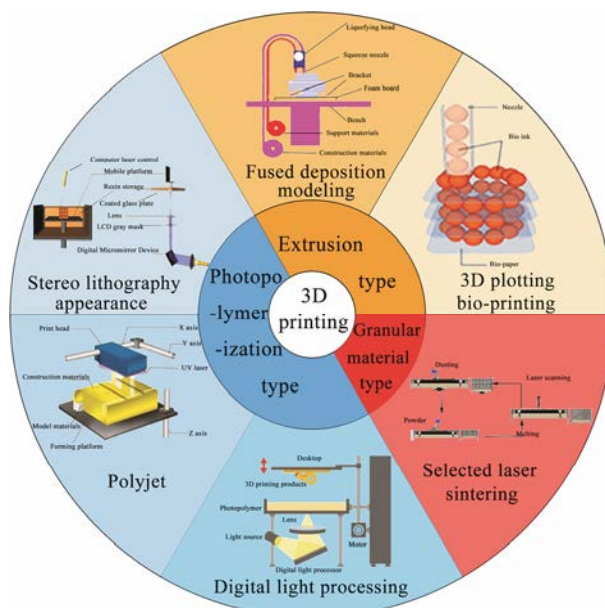 Liquefying head
Squeeze nozzle
Bracket
Foam board
Bench
Support materials
Construction materials
Fused deposition
modeling
Nozzle
Bio ink
Bio-paper
3D plotting
bio-printing
Computer laser control
Mobile platform
Resin storage
Coated glass plate
Lens
LCD gray mask
Digital Micromirror Device
Stereo lithography
appearance
Extrusion
type
Photopo
-lymer
-ization
type
3D
printing
Granular
material
type
Print head
X axis
Y axis
UV laser
Construction materials
Model materials
Forming platform
Z axis
Polyjet
Dusting
Laser scanning
Powder
Melting
Selected laser
sintering
Desktop
3D printing products
Photopolymer
Lens
Light source
Motor
Digital light processor
Digital light processing